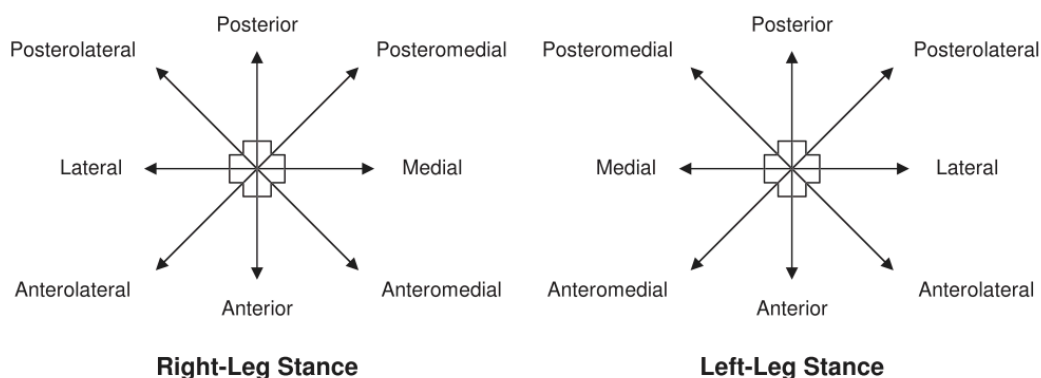 Posterior
Posterolateral
Posteromedial
Lateral
Medial
Anterolateral
Anteromedial
Anterior
Right-Leg Stance
Posterior
Posteromedial
Posterolateral
Medial
Lateral
Anteromedial
Anterolateral
Anterior
Left-Leg Stance